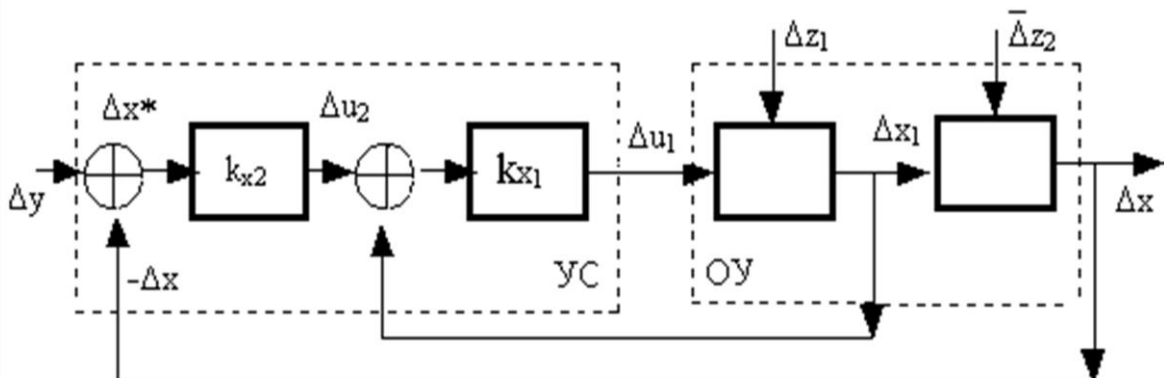 Δz₁
Δ̄z₂
Δx*
Δu₂
Δu₁
Δx₁
kₓ₂
kx₁
Δy
Δx
-Δx
УС
ОУ